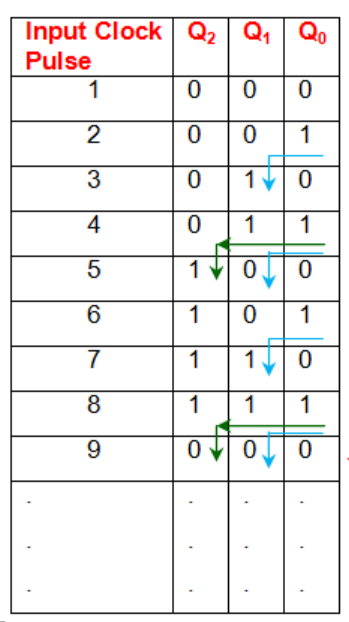 Input Clock Pulse Q₂ Q₁ Q₀
1 0 0 0
2 0 0 1
3 0 1 0
4 0 1 1
5 1 0 0
6 1 0 1
7 1 1 0
8 1 1 1
9 0 0 0
. . . .
. . . .
. . . .